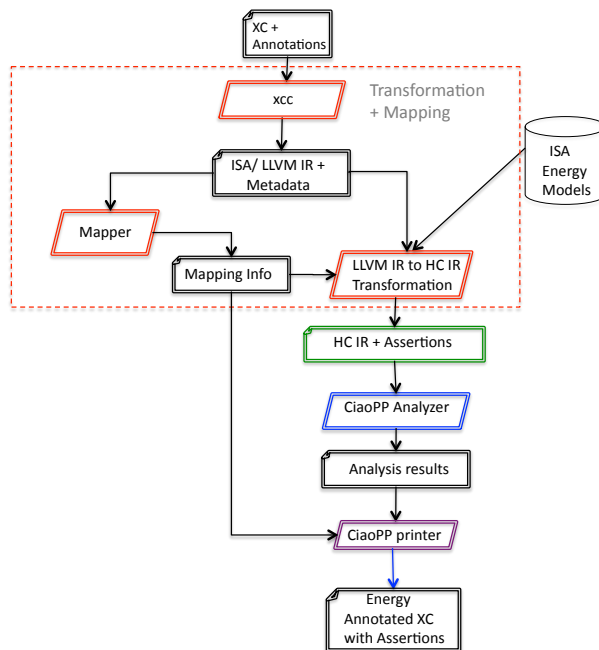 XC +
Annotations
Transformation
+ Mapping
xcc
ISA
Energy
Models
ISA/ LLVM IR +
Metadata
Mapper
Mapping Info
LLVM IR to HC IR
Transformation
HC IR + Assertions
CiaoPP Analyzer
Analysis results
CiaoPP printer
Energy
Annotated XC
with Assertions